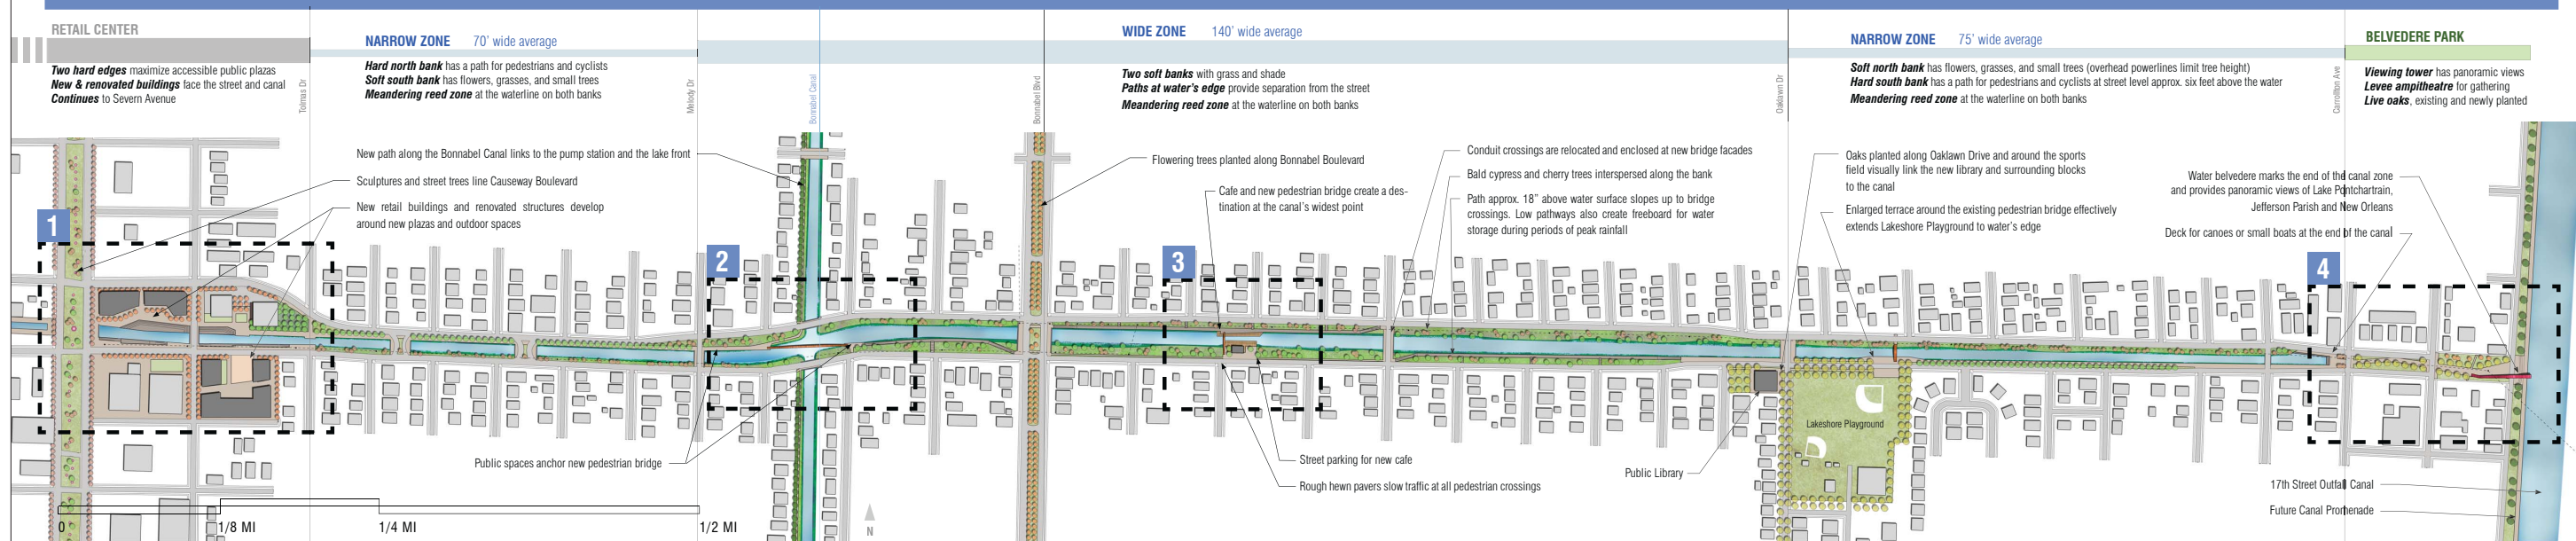 RETAIL CENTER
Two hard edges maximize accessible public plazas
New & renovated buildings face the street and canal
Continues to Severn Avenue
Tolmas Dr
NARROW ZONE 70' wide average
Hard north bank has a path for pedestrians and cyclists
Soft south bank has flowers, grasses, and small trees
Meandering reed zone at the waterline on both banks
Melody Dr
Bonnabel Canal
Bonnabel Blvd
WIDE ZONE 140' wide average
Two soft banks with grass and shade
Paths at water's edge provide separation from the street
Meandering reed zone at the waterline on both banks
Oaklawn Dr
NARROW ZONE 75' wide average
Soft north bank has flowers, grasses, and small trees (overhead powerlines limit tree height)
Hard south bank has a path for pedestrians and cyclists at street level approx. six feet above the water
Meandering reed zone at the waterline on both banks
Carrollton Ave
BELVEDERE PARK
Viewing tower has panoramic views
Levee ampitheatre for gathering
Live oaks, existing and newly planted
New path along the Bonnabel Canal links to the pump station and the lake front
Sculptures and street trees line Causeway Boulevard
New retail buildings and renovated structures develop
around new plazas and outdoor spaces
Flowering trees planted along Bonnabel Boulevard
Cafe and new pedestrian bridge create a des-
tination at the canal's widest point
Conduit crossings are relocated and enclosed at new bridge facades
Bald cypress and cherry trees interspersed along the bank
Path approx. 18" above water surface slopes up to bridge
crossings. Low pathways also create freeboard for water
storage during periods of peak rainfall
Oaks planted along Oaklawn Drive and around the sports
field visually link the new library and surrounding blocks
to the canal
Enlarged terrace around the existing pedestrian bridge effectively
extends Lakeshore Playground to water's edge
Water belvedere marks the end of the canal zone
and provides panoramic views of Lake Pontchartrain,
Jefferson Parish and New Orleans
Deck for canoes or small boats at the end of the canal
1
2
3
4
Lakeshore Playground
Public spaces anchor new pedestrian bridge
Street parking for new cafe
Rough hewn pavers slow traffic at all pedestrian crossings
Public Library
17th Street Outfall Canal
Future Canal Promenade
0
1/8 MI
1/4 MI
1/2 MI
N